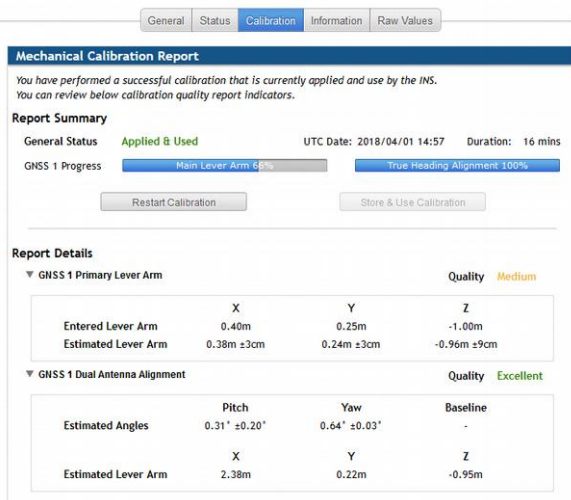 General Status Calibration Information Raw Values
Mechanical Calibration Report
You have performed a successful calibration that is currently applied and use by the INS.
You can review below calibration quality report indicators.
Report Summary
General Status Applied & Used UTC Date: 2018/04/01 14:57 Duration: 16 mins
GNSS 1 Progress Main Lever Arm 66% True Heading Alignment 100%
Restart Calibration Store & Use Calibration
Report Details
GNSS 1 Primary Lever Arm Quality Medium
X Y Z
Entered Lever Arm 0.40m 0.25m -1.00m
Estimated Lever Arm 0.38m ±3cm 0.24m ±3cm -0.96m ±9cm
GNSS 1 Dual Antenna Alignment Quality Excellent
Pitch Yaw Baseline
Estimated Angles 0.31° ±0.20° 0.64° ±0.03° -
X Y Z
Estimated Lever Arm 2.38m 0.22m -0.95m